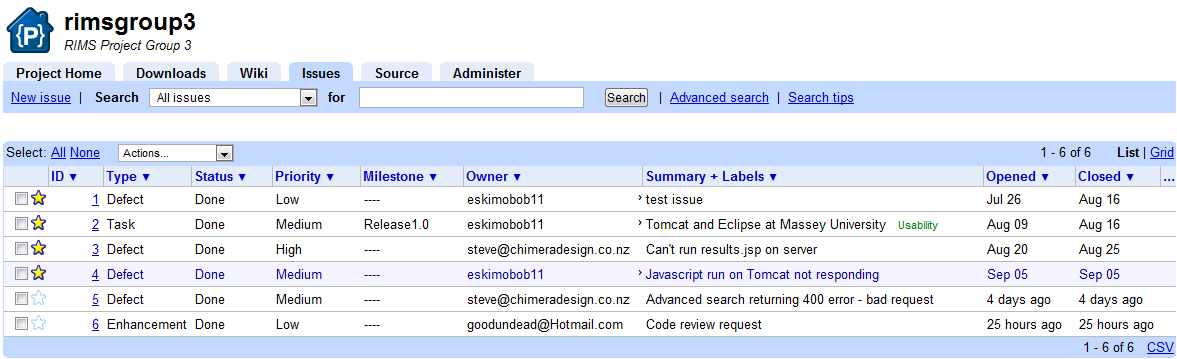 {P}
rimsgroup3
RIMS Project Group 3
Project Home Downloads Wiki Issues Source Administer
New issue | Search All issues for Search | Advanced search | Search tips
Select: All None Actions... 1 - 6 of 6 List | Grid
ID ▼ Type ▼ Status ▼ Priority ▼ Milestone ▼ Owner ▼ Summary + Labels ▼ Opened ▼ Closed ▼ ...
1 Defect Done Low ---- eskimobob11 › test issue Jul 26 Aug 16
2 Task Done Medium Release1.0 eskimobob11 › Tomcat and Eclipse at Massey University Usability Aug 09 Aug 16
3 Defect Done High ---- steve@chimeradesign.co.nz Can't run results.jsp on server Aug 20 Aug 25
4 Defect Done Medium ---- eskimobob11 › Javascript run on Tomcat not responding Sep 05 Sep 05
5 Defect Done Medium ---- steve@chimeradesign.co.nz Advanced search returning 400 error - bad request 4 days ago 4 days ago
6 Enhancement Done Low ---- goodundead@Hotmail.com Code review request 25 hours ago 25 hours ago
1 - 6 of 6 CSV